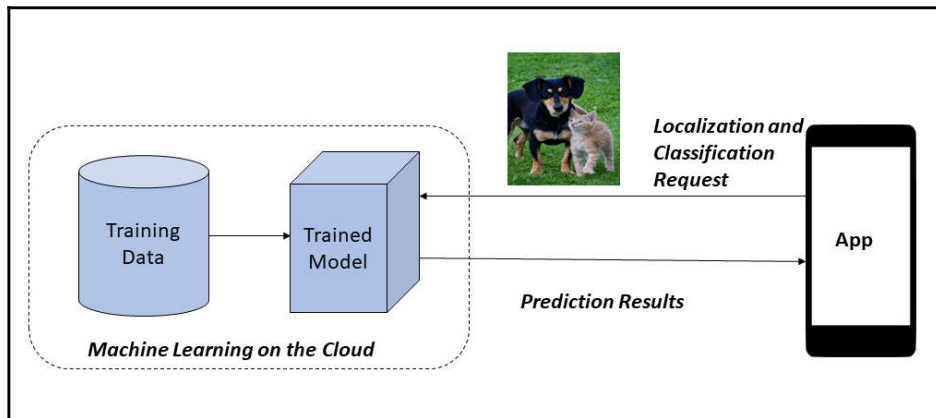 Localization and
Classification
Request
Training
Data
Trained
Model
App
Prediction Results
Machine Learning on the Cloud